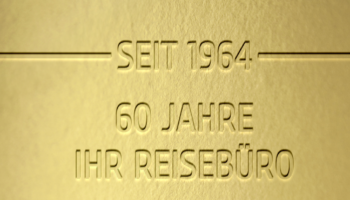 SEIT 1964
60 JAHRE
IHR REISEBÜRO